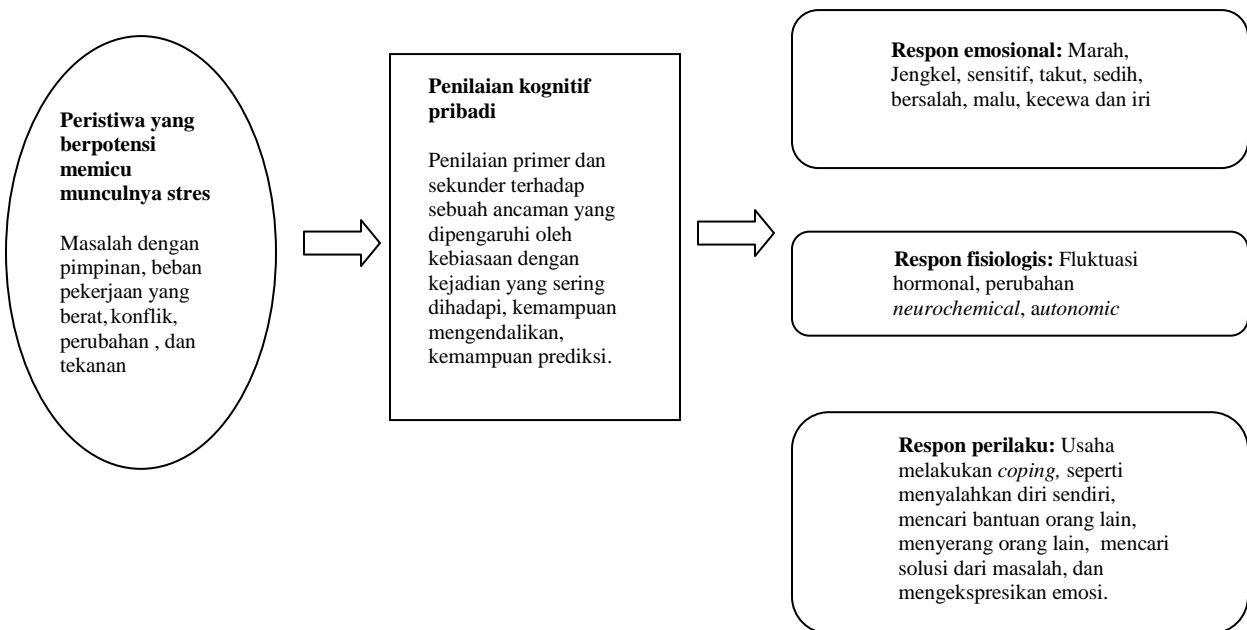 Peristiwa yang
berpotensi
memicu
munculnya stres
Masalah dengan
pimpinan, beban
pekerjaan yang
berat, konflik,
perubahan , dan
tekanan
Penilaian kognitif
pribadi
Penilaian primer dan
sekunder terhadap
sebuah ancaman yang
dipengaruhi oleh
kebiasaan dengan
kejadian yang sering
dihadapi, kemampuan
mengendalikan,
kemampuan prediksi.
Respon emosional: Marah,
Jengkel, sensitif, takut, sedih,
bersalah, malu, kecewa dan iri
Respon fisiologis: Fluktuasi
hormonal, perubahan
neurochemical, autonomic
Respon perilaku: Usaha
melakukan coping, seperti
menyalahkan diri sendiri,
mencari bantuan orang lain,
menyerang orang lain, mencari
solusi dari masalah, dan
mengekspresikan emosi.